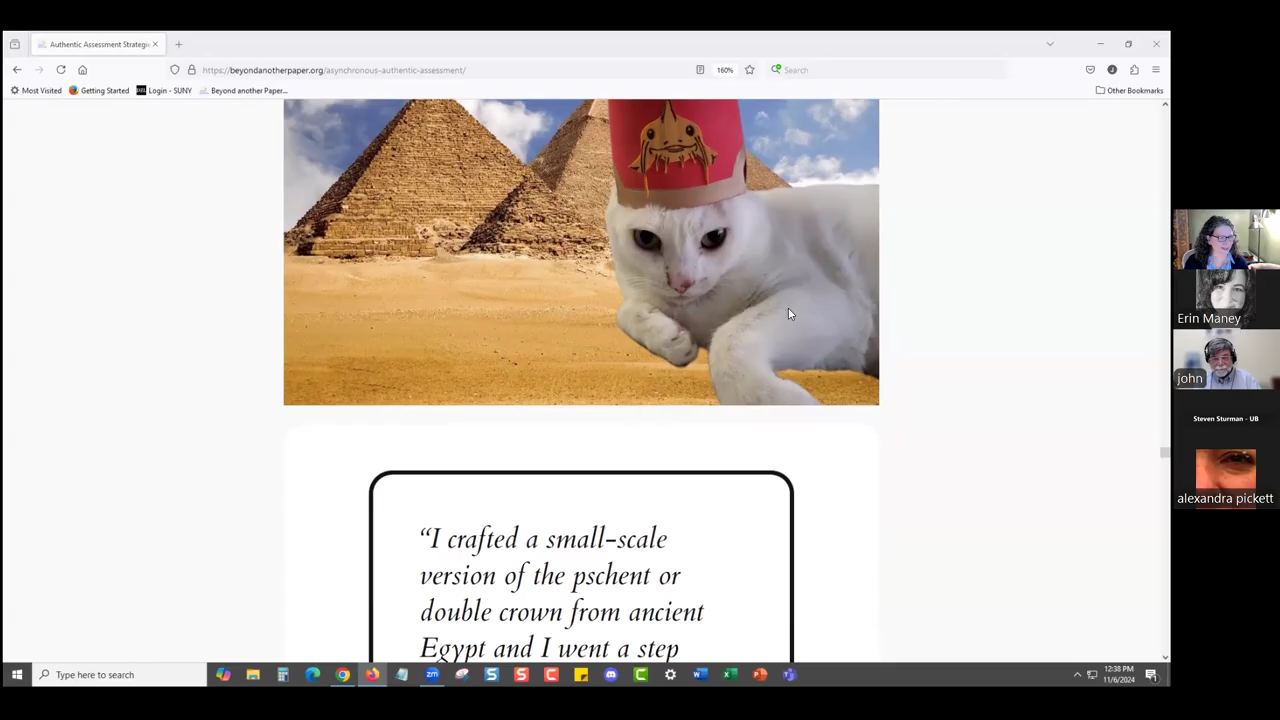 Authentic Assessment Strategi
https://beyondanotherpaper.org/asynchronous-authentic-assessment/
160%
Search
Most Visited
Getting Started
Login - SUNY
Beyond another Paper...
Other Bookmarks
“I crafted a small-scale
version of the pschent or
double crown from ancient
Egypt and I went a step
Erin Maney
john
Steven Sturman - UB
alexandra pickett
Type here to search
12:38 PM
11/6/2024